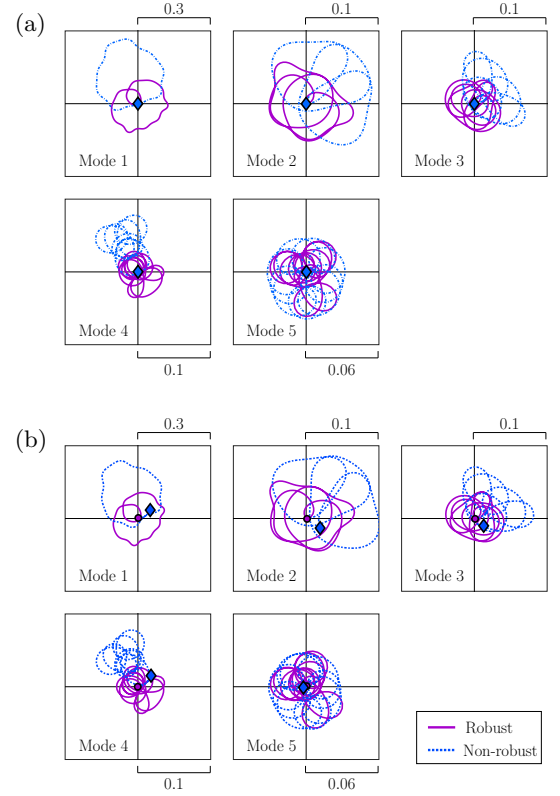 (a)
0.3
0.1
0.1
Mode 1
Mode 2
Mode 3
Mode 4
Mode 5
0.1
0.06
(b)
0.3
0.1
0.1
Mode 1
Mode 2
Mode 3
Mode 4
Mode 5
0.1
0.06
Robust
Non-robust